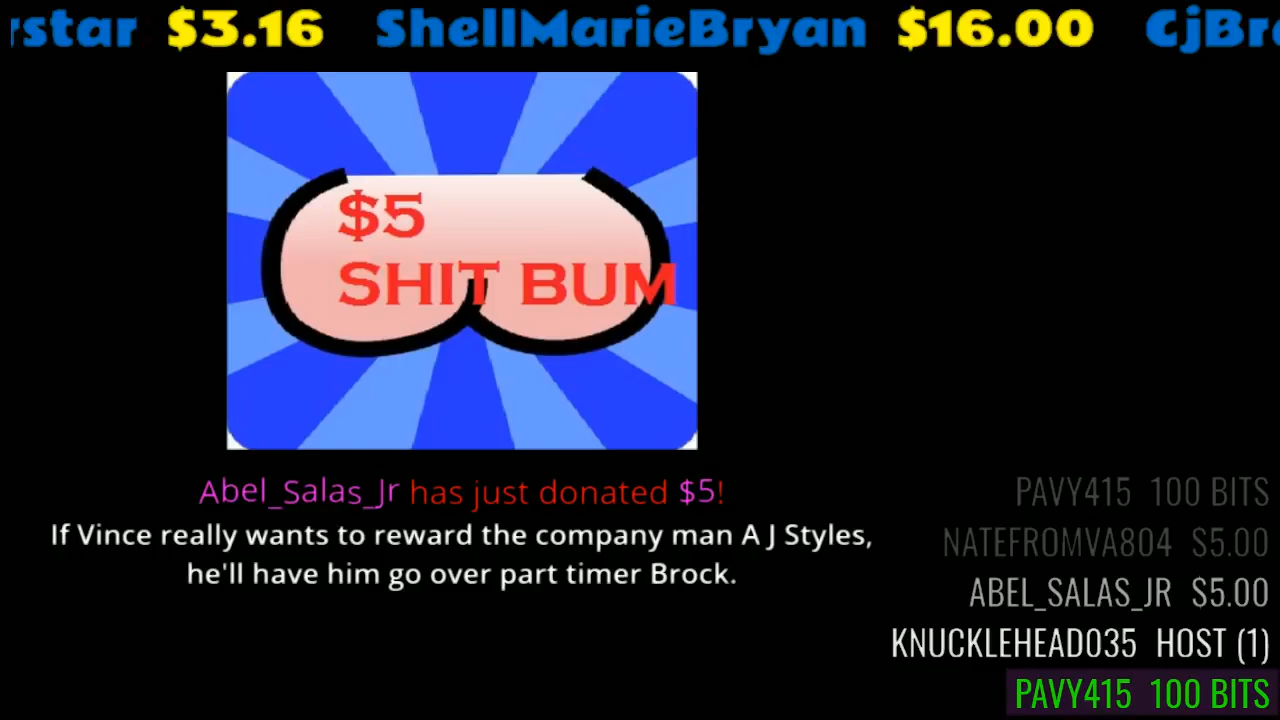 rstar $3.16 ShellMarieBryan $16.00 CjBr
$5
SHIT BUM
Abel_Salas_Jr has just donated $5!
If Vince really wants to reward the company man A J Styles,
he'll have him go over part timer Brock.
PAVY415 100 BITS
NATEFROMVA804 $5.00
ABEL_SALAS_JR $5.00
KNUCKLEHEAD035 HOST (1)
PAVY415 100 BITS